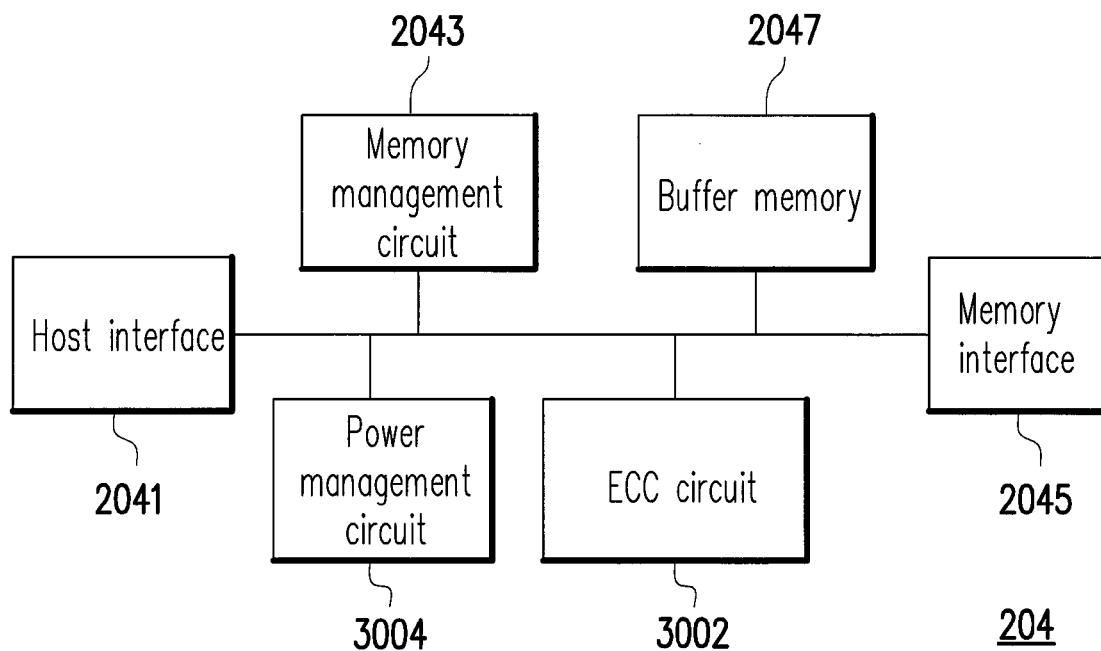 2043
2047
Memory
management
circuit
Buffer memory
Host interface
Memory
interface
Power
management
circuit
ECC circuit
2041
2045
3004
3002
204